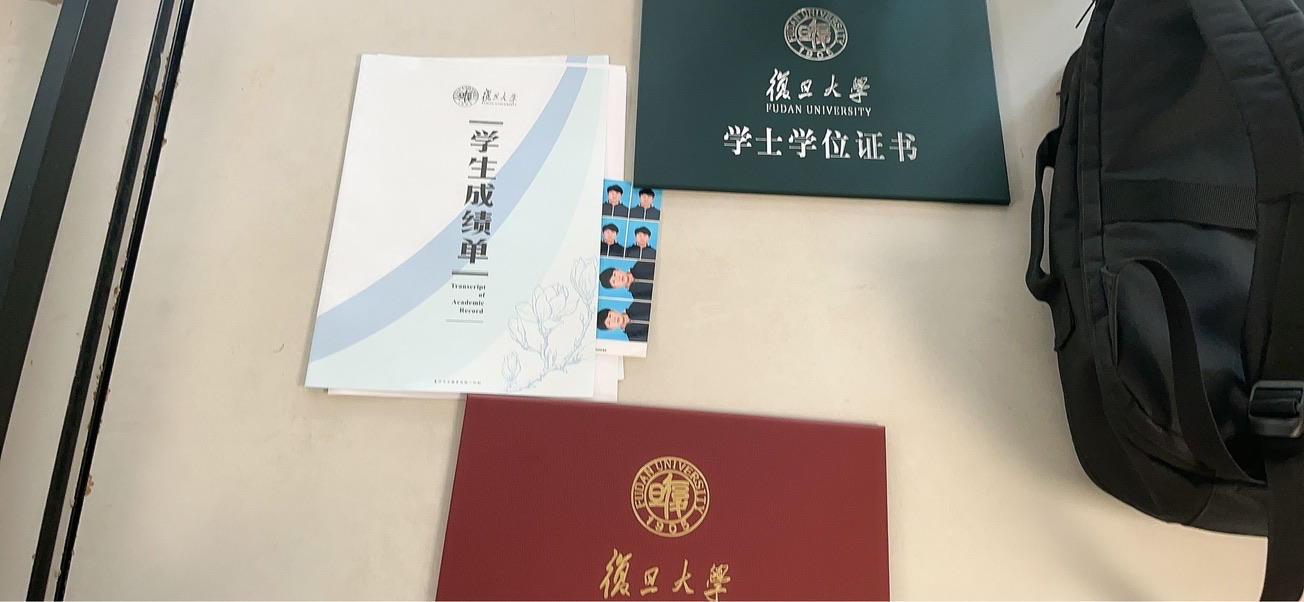 復旦大學
学生成绩单
Transcript
of
Academic
Record
FUDAN UNIVERSITY
1905
復旦大學
FUDAN UNIVERSITY
学士学位证书
FUDAN UNIVERSITY
1905
復旦大學